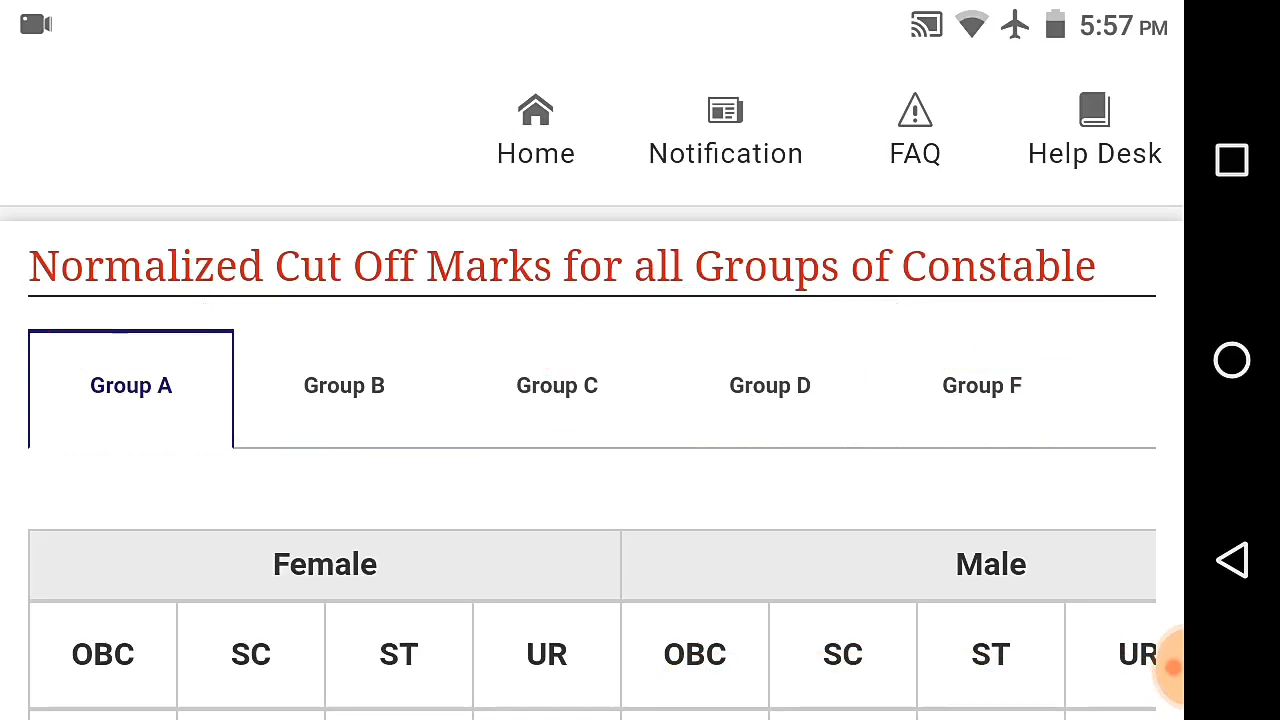 5:57 PM
Home Notification FAQ Help Desk
Normalized Cut Off Marks for all Groups of Constable
Group A Group B Group C Group D Group F
Female Male
OBC SC ST UR OBC SC ST UR